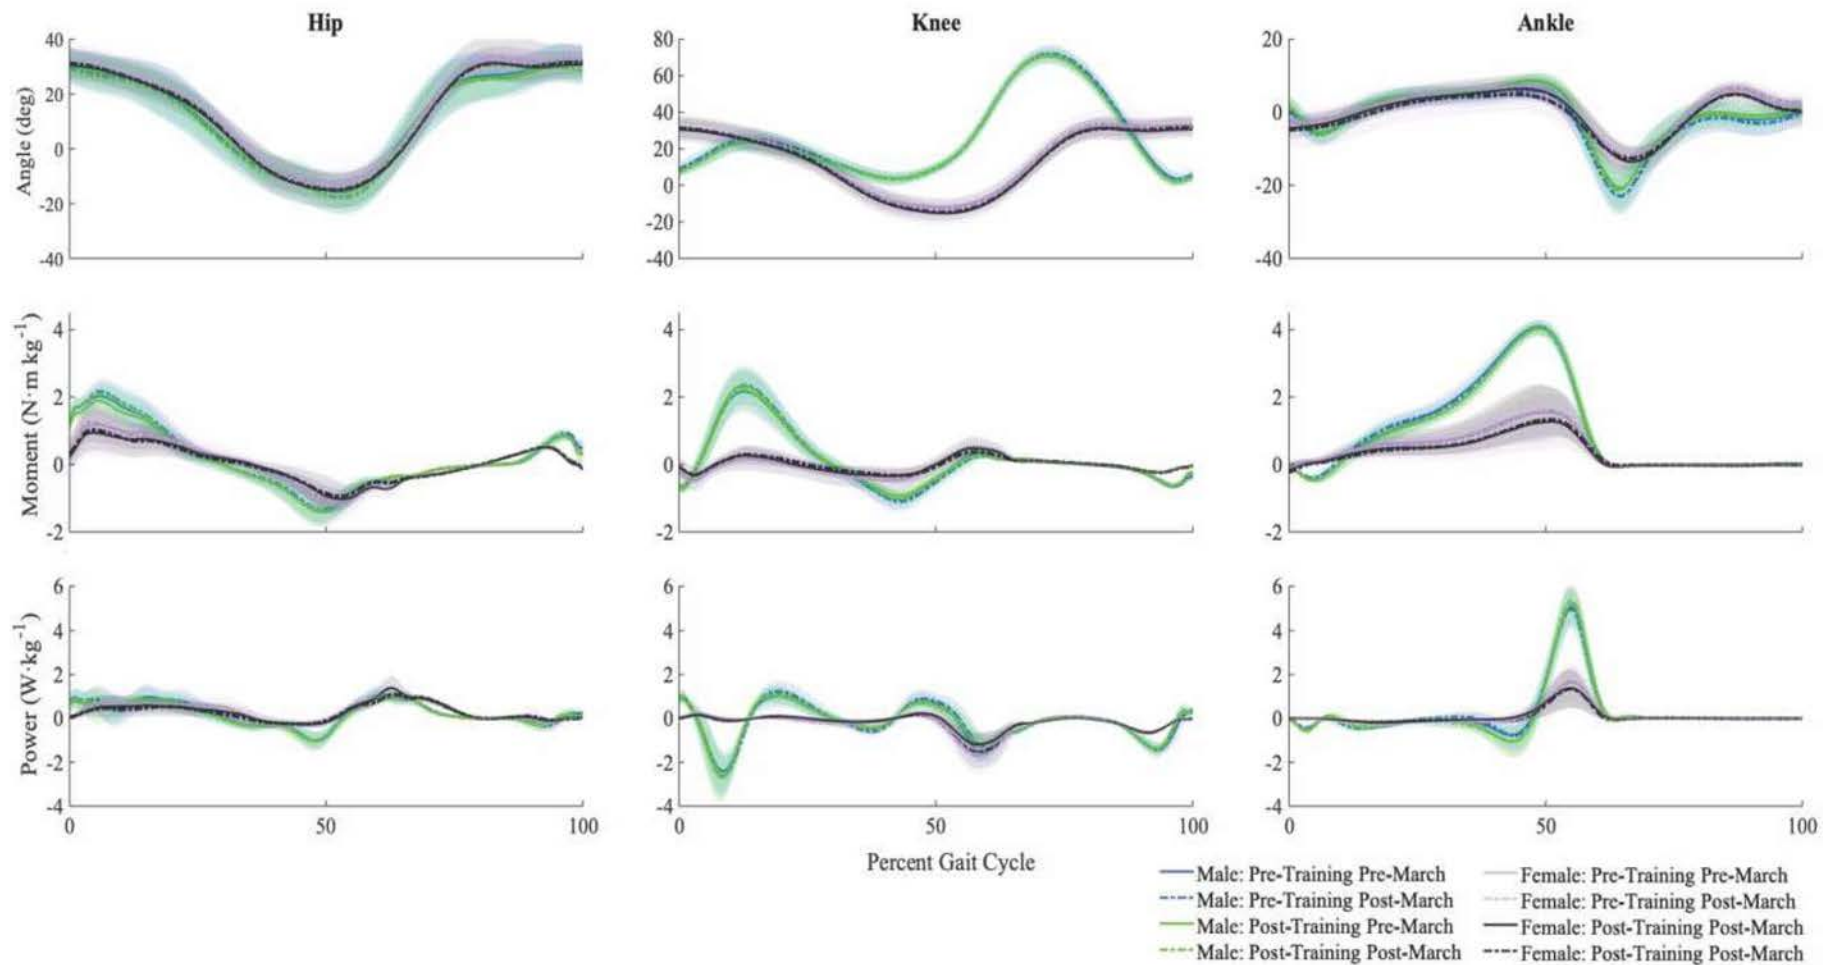 Hip
Knee
Ankle
Angle (deg)
40
20
0
-20
-40
80
60
40
20
0
-20
-40
20
0
-20
-40
Moment (N·m kg-1)
4
2
0
-2
4
2
0
-2
4
2
0
-2
Power (W·kg-1)
6
4
2
0
-2
-4
6
4
2
0
-2
-4
6
4
2
0
-2
-4
0 50 100
0 50 100
0 50 100
Percent Gait Cycle
Male: Pre-Training Pre-March
Male: Pre-Training Post-March
Male: Post-Training Pre-March
Male: Post-Training Post-March
Female: Pre-Training Pre-March
Female: Pre-Training Post-March
Female: Post-Training Post-March
Female: Post-Training Post-March